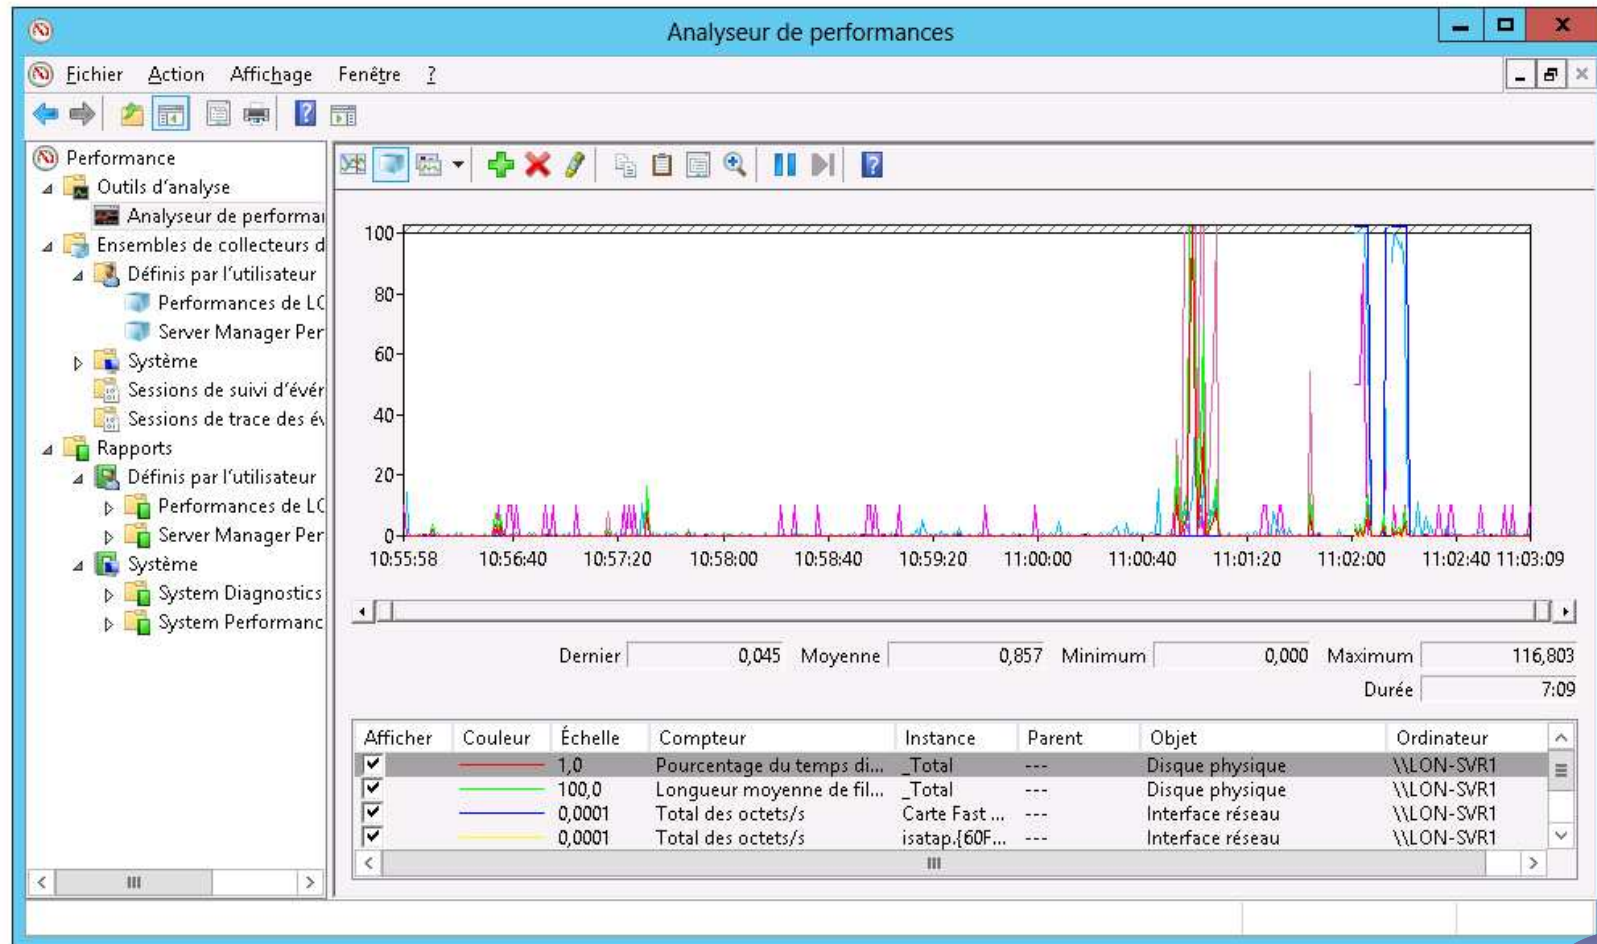 Analyseur de performances
Fichier Action Affichage Fenêtre ?
Performance
Outils d'analyse
Analyseur de performa
Ensembles de collecteurs d
Définis par l'utilisateur
Performances de LO
Server Manager Per
Système
Sessions de suivi d'évén
Sessions de trace des év
Rapports
Définis par l'utilisateur
Performances de LO
Server Manager Per
Système
System Diagnostics
System Performanc
100
80
60
40
20
0
10:55:58 10:56:40 10:57:20 10:58:00 10:58:40 10:59:20 11:00:00 11:00:40 11:01:20 11:02:00 11:02:40 11:03:09
Dernier 0,045 Moyenne 0,857 Minimum 0,000 Maximum 116,803
Durée 7:09
Afficher Couleur Échelle Compteur Instance Parent Objet Ordinateur
1,0 Pourcentage du temps di... _Total --- Disque physique \\LON-SVR1
100,0 Longueur moyenne de fil... _Total --- Disque physique \\LON-SVR1
0,0001 Total des octets/s Carte Fast ... --- Interface réseau \\LON-SVR1
0,0001 Total des octets/s isatap.{60F... --- Interface réseau \\LON-SVR1